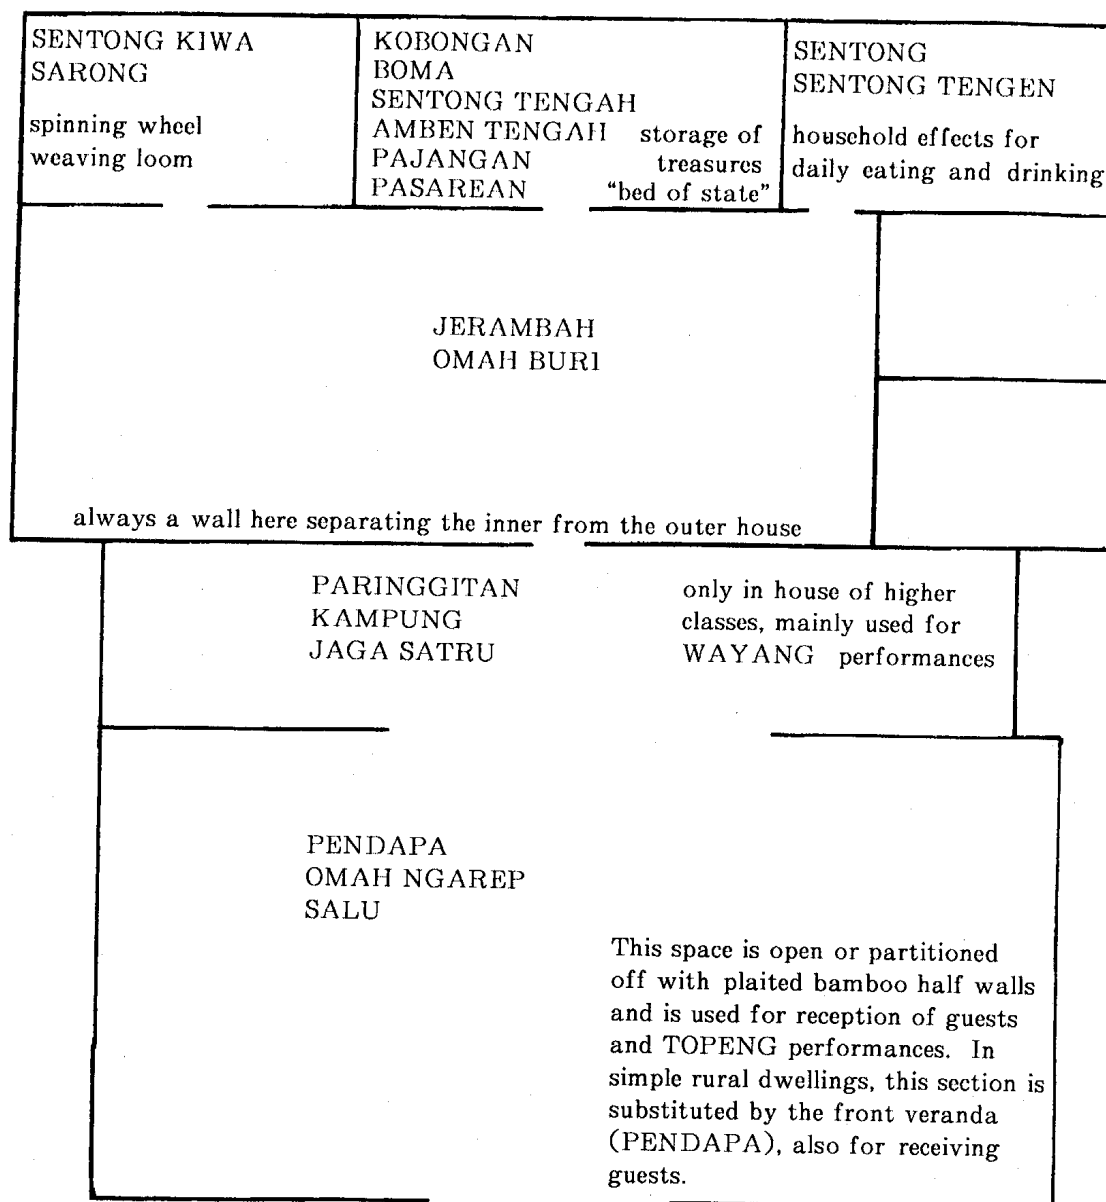 SENTONG KIWA
SARONG
spinning wheel
weaving loom
KOBONGAN
BOMA
SENTONG TENGAH
AMBEN TENGAH storage of
PAJANGAN treasures
PASAREAN "bed of state"
SENTONG
SENTONG TENGEN
household effects for
daily eating and drinking
JERAMBAH
OMAH BURI
always a wall here separating the inner from the outer house
PARINGGITAN
KAMPUNG
JAGA SATRU
only in house of higher
classes, mainly used for
WAYANG performances
PENDAPA
OMAH NGAREP
SALU
This space is open or partitioned
off with plaited bamboo half walls
and is used for reception of guests
and TOPENG performances. In
simple rural dwellings, this section is
substituted by the front veranda
(PENDAPA), also for receiving
guests.